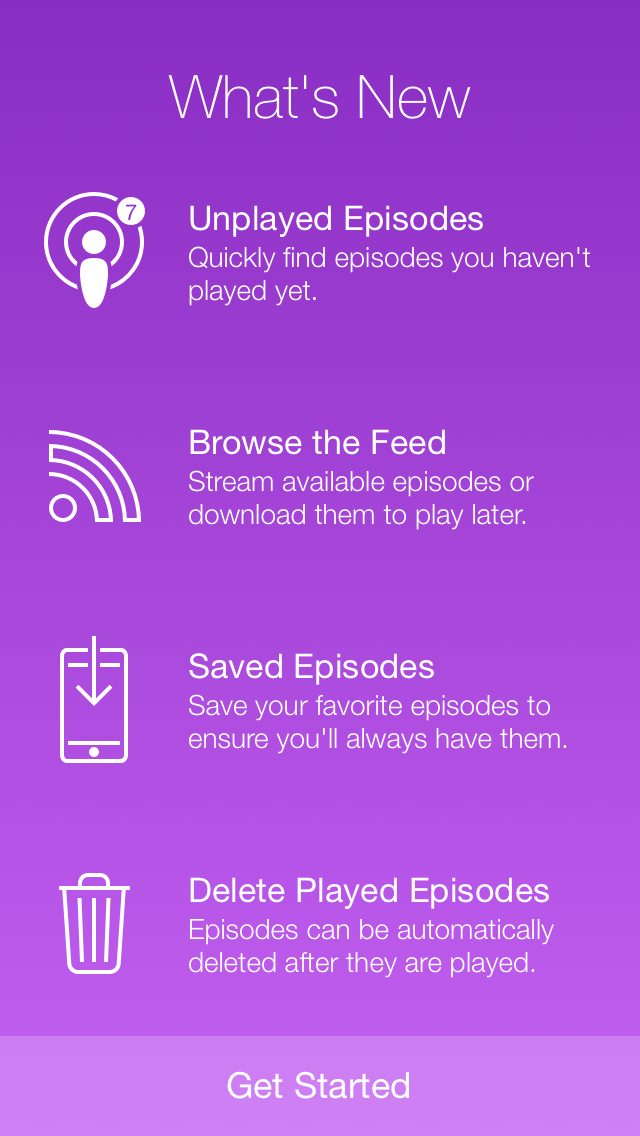 What's New
7
Unplayed Episodes
Quickly find episodes you haven't
played yet.
Browse the Feed
Stream available episodes or
download them to play later.
Saved Episodes
Save your favorite episodes to
ensure you'll always have them.
Delete Played Episodes
Episodes can be automatically
deleted after they are played.
Get Started